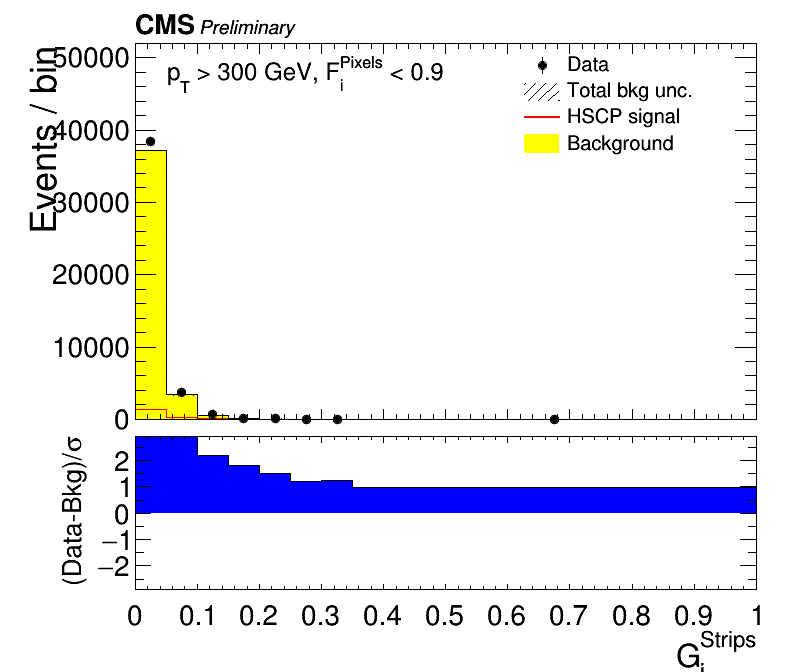 CMS Preliminary
Events / bin
50000
40000
30000
20000
10000
0
p_T > 300 GeV, F_i^Pixels < 0.9
Data
Total bkg unc.
HSCP signal
Background
(Data-Bkg)/σ
2
1
0
−1
−2
0 0.1 0.2 0.3 0.4 0.5 0.6 0.7 0.8 0.9 1
G_i^Strips